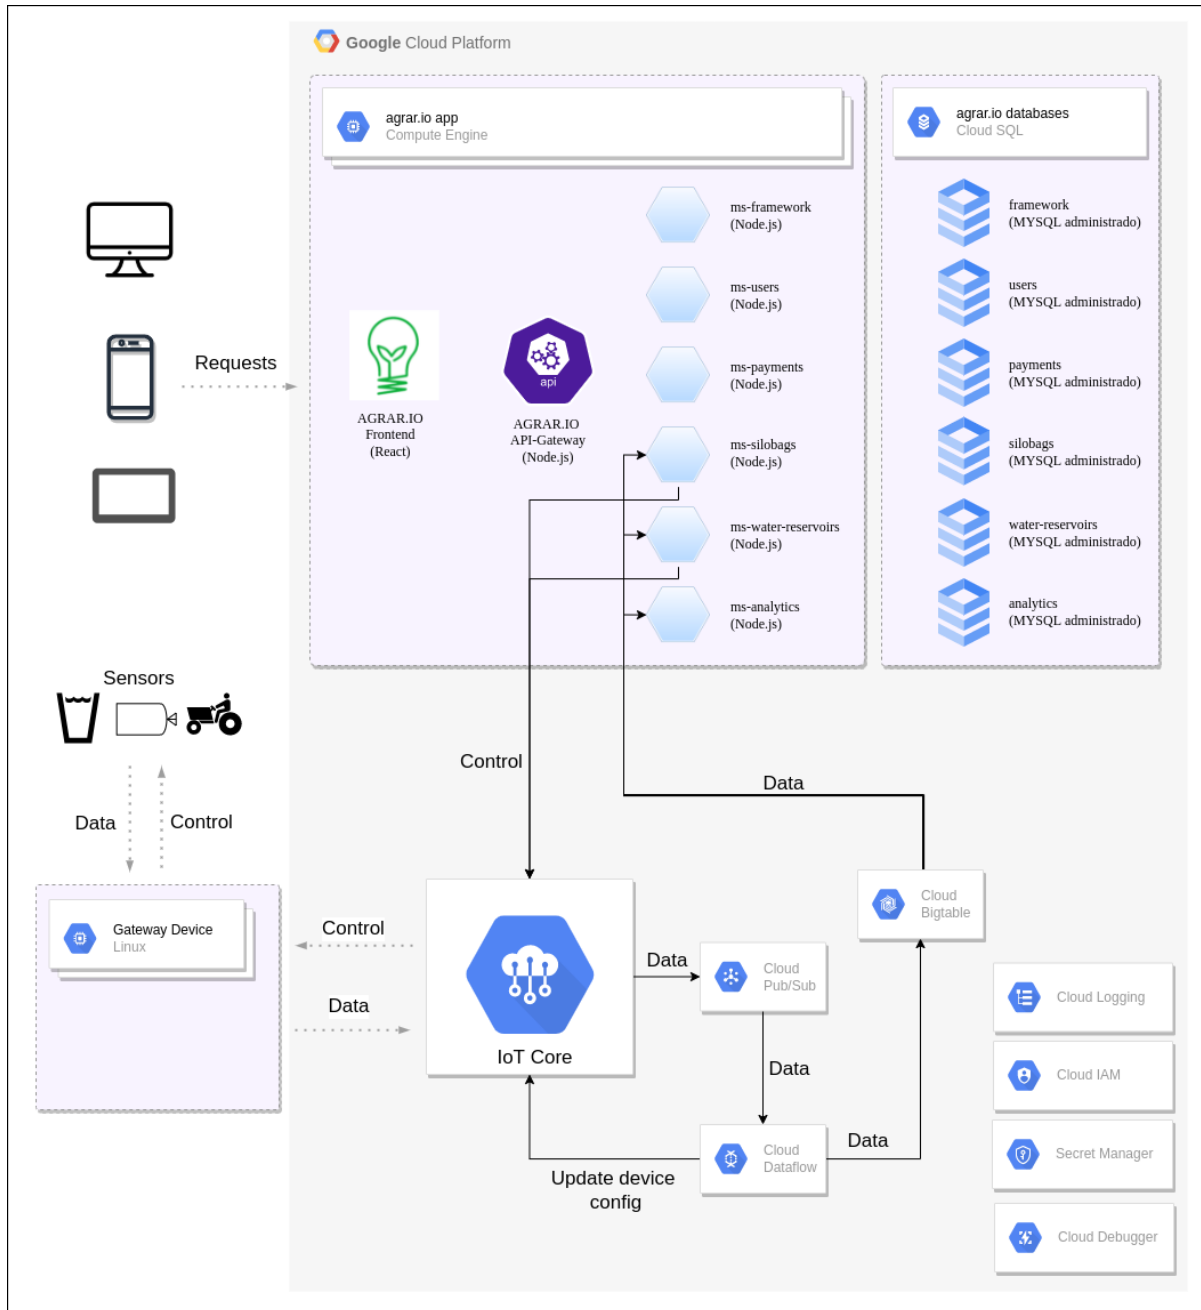 Google Cloud Platform
agrar.io app
Compute Engine
agrar.io databases
Cloud SQL
ms-framework
(Node.js)
ms-users
(Node.js)
ms-payments
(Node.js)
ms-silobags
(Node.js)
ms-water-reservoirs
(Node.js)
ms-analytics
(Node.js)
framework
(MYSQL administrado)
users
(MYSQL administrado)
payments
(MYSQL administrado)
silobags
(MYSQL administrado)
water-reservoirs
(MYSQL administrado)
analytics
(MYSQL administrado)
Requests
AGRAR.IO
Frontend
(React)
api
AGRAR.IO
API-Gateway
(Node.js)
Sensors
Data
Control
Gateway Device
Linux
Control
Data
Control
Data
IoT Core
Data
Cloud
Pub/Sub
Data
Cloud
Dataflow
Data
Update device
config
Cloud
Bigtable
Cloud Logging
Cloud IAM
Secret Manager
Cloud Debugger